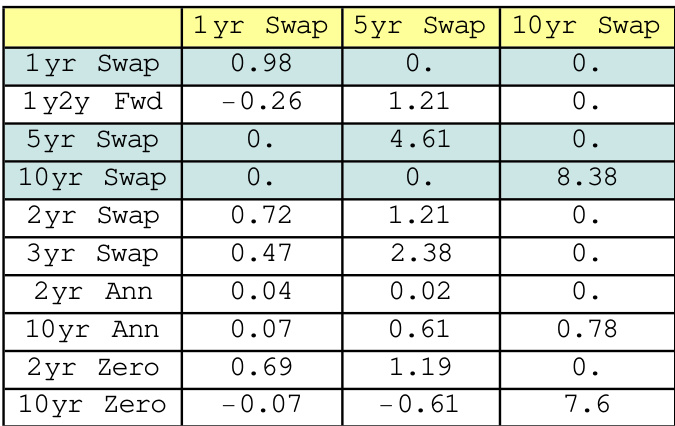 1yr Swap 5yr Swap 10yr Swap
1yr Swap 0.98 0. 0.
1y2y Fwd -0.26 1.21 0.
5yr Swap 0. 4.61 0.
10yr Swap 0. 0. 8.38
2yr Swap 0.72 1.21 0.
3yr Swap 0.47 2.38 0.
2yr Ann 0.04 0.02 0.
10yr Ann 0.07 0.61 0.78
2yr Zero 0.69 1.19 0.
10yr Zero -0.07 -0.61 7.6